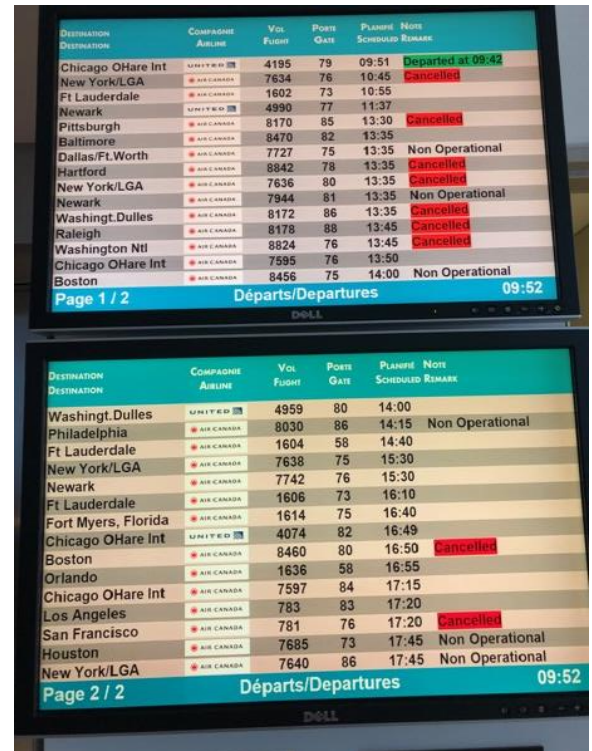 Destination Compagnie Vol Porte Planifié Note
Destination Airline Flight Gate Scheduled Remark
Chicago OHare Int UNITED 4195 79 09:51 Departed at 09:42
New York/LGA AIR CANADA 7634 76 10:45 Cancelled
Ft Lauderdale AIR CANADA 1602 73 10:55
Newark UNITED 4990 77 11:37
Pittsburgh AIR CANADA 8170 85 13:30 Cancelled
Baltimore AIR CANADA 8470 82 13:35
Dallas/Ft.Worth AIR CANADA 7727 75 13:35 Non Operational
Hartford AIR CANADA 8842 78 13:35 Cancelled
New York/LGA AIR CANADA 7636 80 13:35 Cancelled
Newark AIR CANADA 7944 81 13:35 Non Operational
Washingt.Dulles AIR CANADA 8172 86 13:35 Cancelled
Raleigh AIR CANADA 8178 88 13:45 Cancelled
Washington Ntl AIR CANADA 8824 76 13:45 Cancelled
Chicago OHare Int AIR CANADA 7595 76 13:50
Boston AIR CANADA 8456 75 14:00 Non Operational
Page 1 / 2 Départs/Departures 09:52
DELL
Destination Compagnie Vol Porte Planifié Note
Destination Airline Flight Gate Scheduled Remark
Washingt.Dulles UNITED 4959 80 14:00
Philadelphia AIR CANADA 8030 86 14:15 Non Operational
Ft Lauderdale AIR CANADA 1604 58 14:40
New York/LGA AIR CANADA 7638 75 15:30
Newark AIR CANADA 7742 76 15:30
Ft Lauderdale AIR CANADA 1606 73 16:10
Fort Myers, Florida AIR CANADA 1614 75 16:40
Chicago OHare Int UNITED 4074 82 16:49
Boston AIR CANADA 8460 80 16:50 Cancelled
Orlando AIR CANADA 1636 58 16:55
Chicago OHare Int AIR CANADA 7597 84 17:15
Los Angeles AIR CANADA 783 83 17:20
San Francisco AIR CANADA 781 76 17:20 Cancelled
Houston AIR CANADA 7685 73 17:45 Non Operational
New York/LGA AIR CANADA 7640 86 17:45 Non Operational
Page 2 / 2 Départs/Departures 09:52
DELL